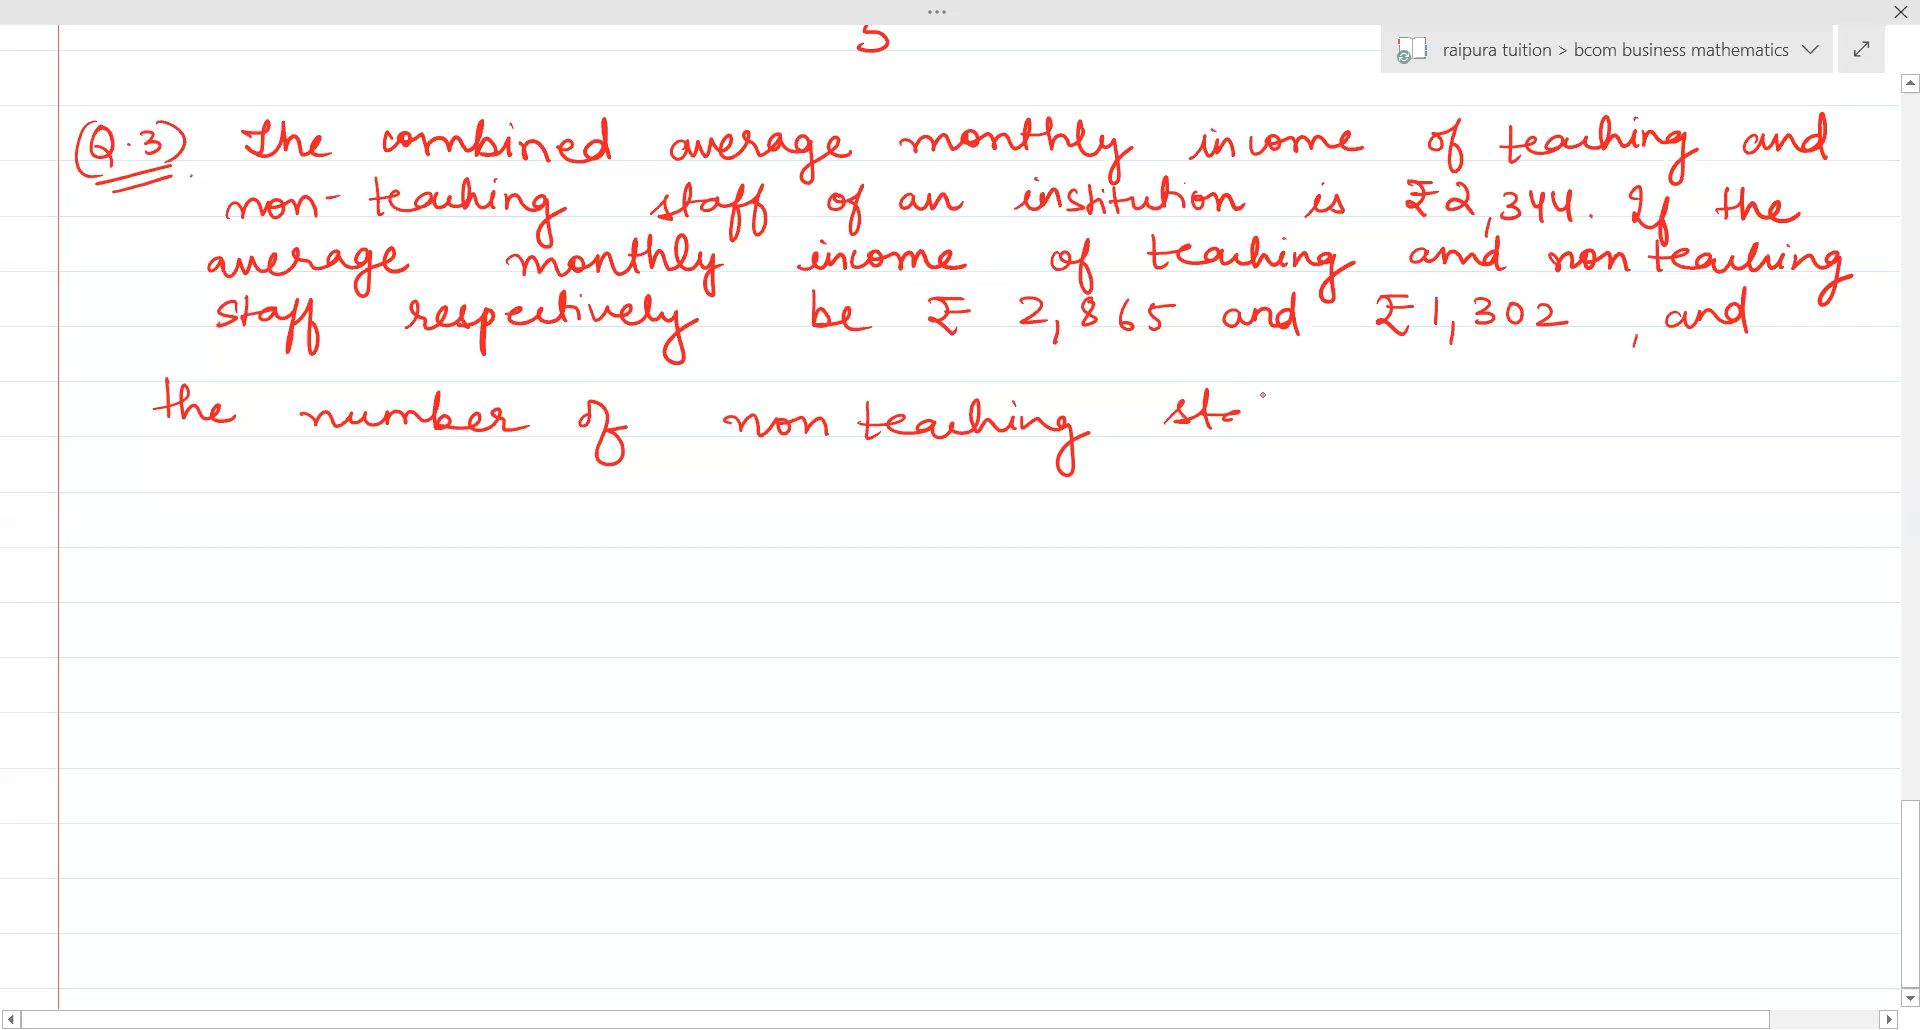 raipura tuition > bcom business mathematics
(Q.3) The combined average monthly income of teaching and
non-teaching staff of an institution is ₹2,344. If the
average monthly income of teaching and non teaching
staff respectively be ₹ 2,865 and ₹1,302, and
the number of non teaching sta